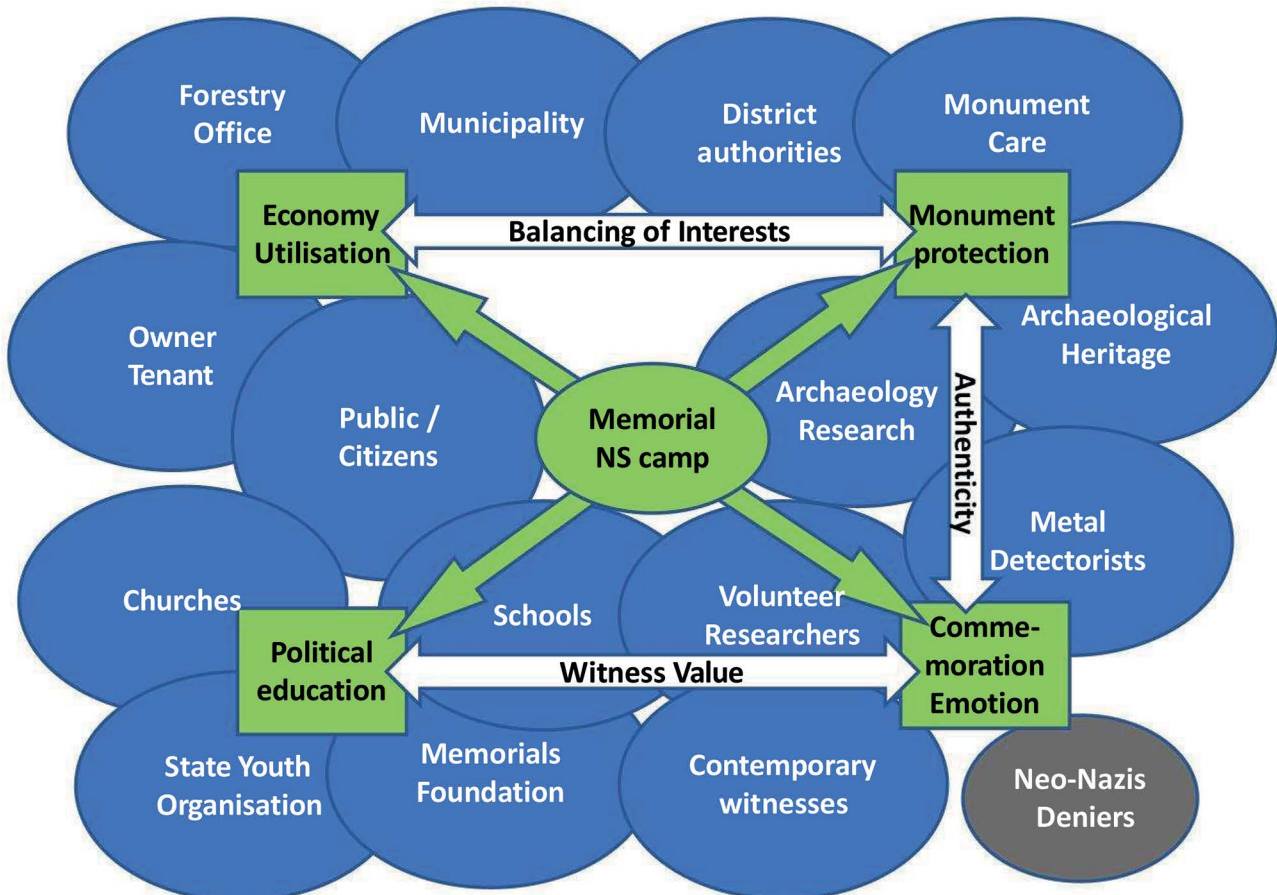 Forestry
Office
Municipality
District
authorities
Monument
Care
Economy
Utilisation
Balancing of Interests
Monument
protection
Owner
Tenant
Public /
Citizens
Memorial
NS camp
Archaeology
Research
Authenticity
Archaeological
Heritage
Metal
Detectorists
Churches
Schools
Volunteer
Researchers
Political
education
Witness Value
Comme-
moration
Emotion
State Youth
Organisation
Memorials
Foundation
Contemporary
witnesses
Neo-Nazis
Deniers